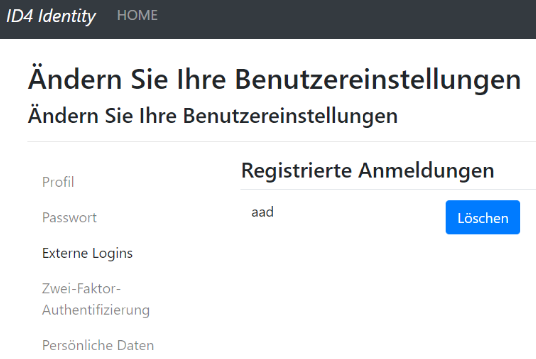 ID4 Identity HOME
Ändern Sie Ihre Benutzereinstellungen
Ändern Sie Ihre Benutzereinstellungen
Profil
Passwort
Externe Logins
Zwei-Faktor-
Authentifizierung
Persönliche Daten
Registrierte Anmeldungen
aad Löschen